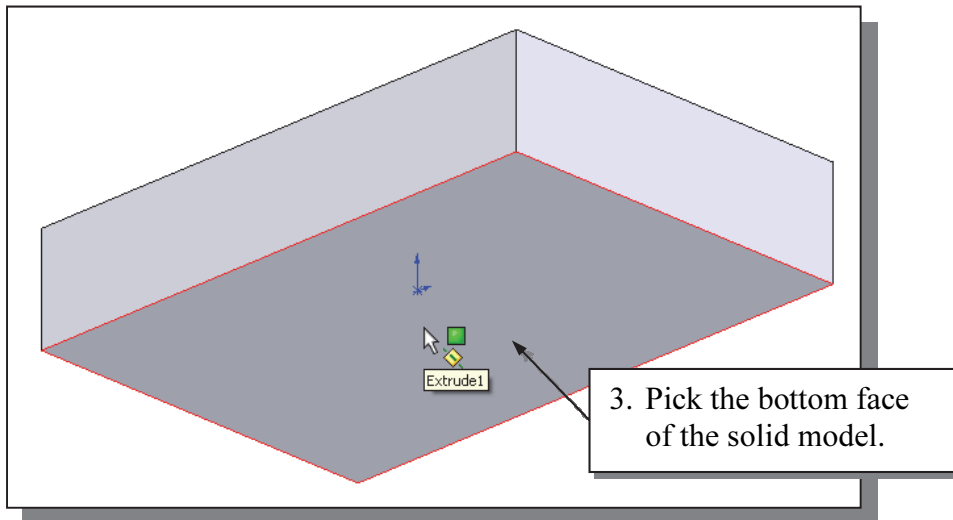 Extrude1
3. Pick the bottom face
of the solid model.